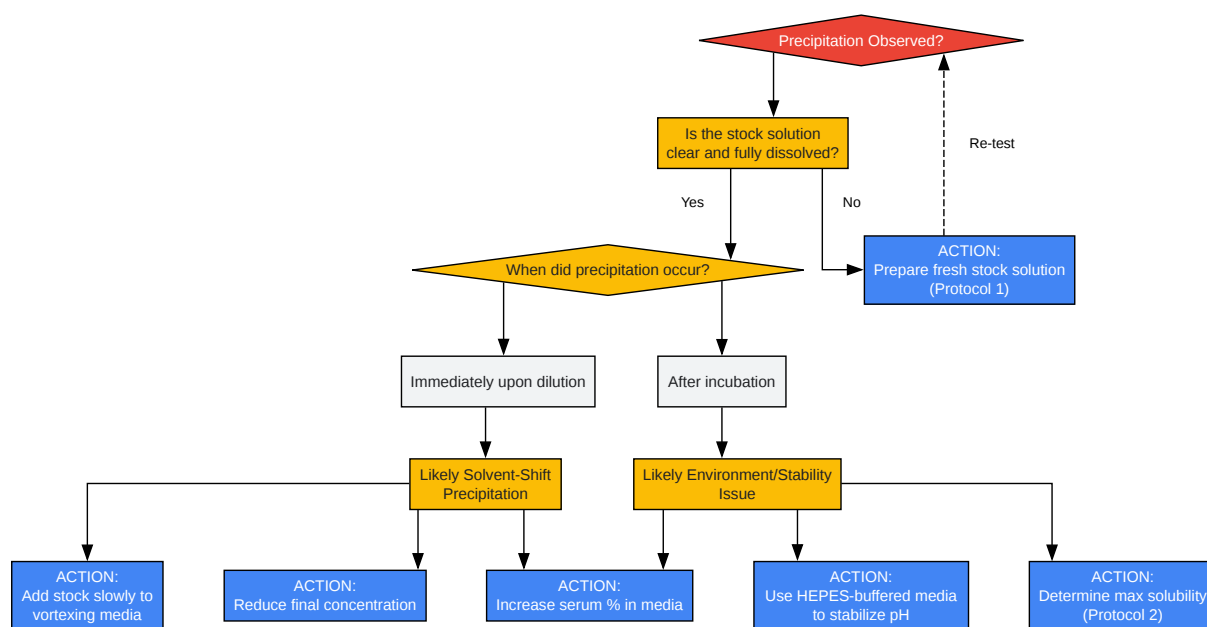 Precipitation Observed?
Is the stock solution
clear and fully dissolved?
Re-test
Yes
No
ACTION:
Prepare fresh stock solution
(Protocol 1)
When did precipitation occur?
Immediately upon dilution
After incubation
Likely Solvent-Shift
Precipitation
Likely Environment/Stability
Issue
ACTION:
Add stock slowly to
vortexing media
ACTION:
Reduce final concentration
ACTION:
Increase serum % in media
ACTION:
Use HEPES-buffered media
to stabilize pH
ACTION:
Determine max solubility
(Protocol 2)